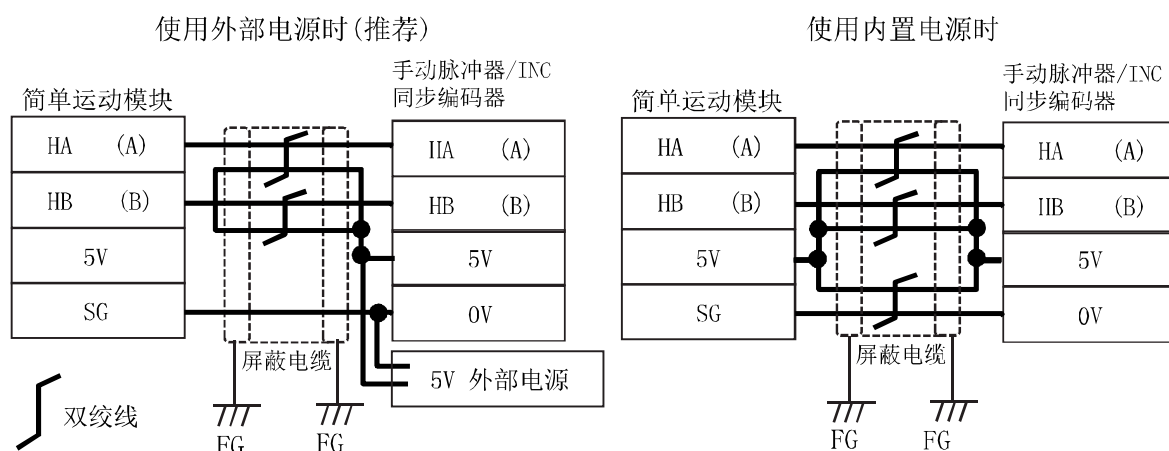 使用外部电源时(推荐)
简单运动模块
手动脉冲器/INC
同步编码器
HA (A)
HB (B)
5V
SG
HA (A)
HB (B)
5V
0V
屏蔽电缆
5V 外部电源
双绞线
FG
FG
使用内置电源时
简单运动模块
手动脉冲器/INC
同步编码器
HA (A)
HB (B)
5V
SG
HA (A)
HB (B)
5V
0V
屏蔽电缆
FG
FG